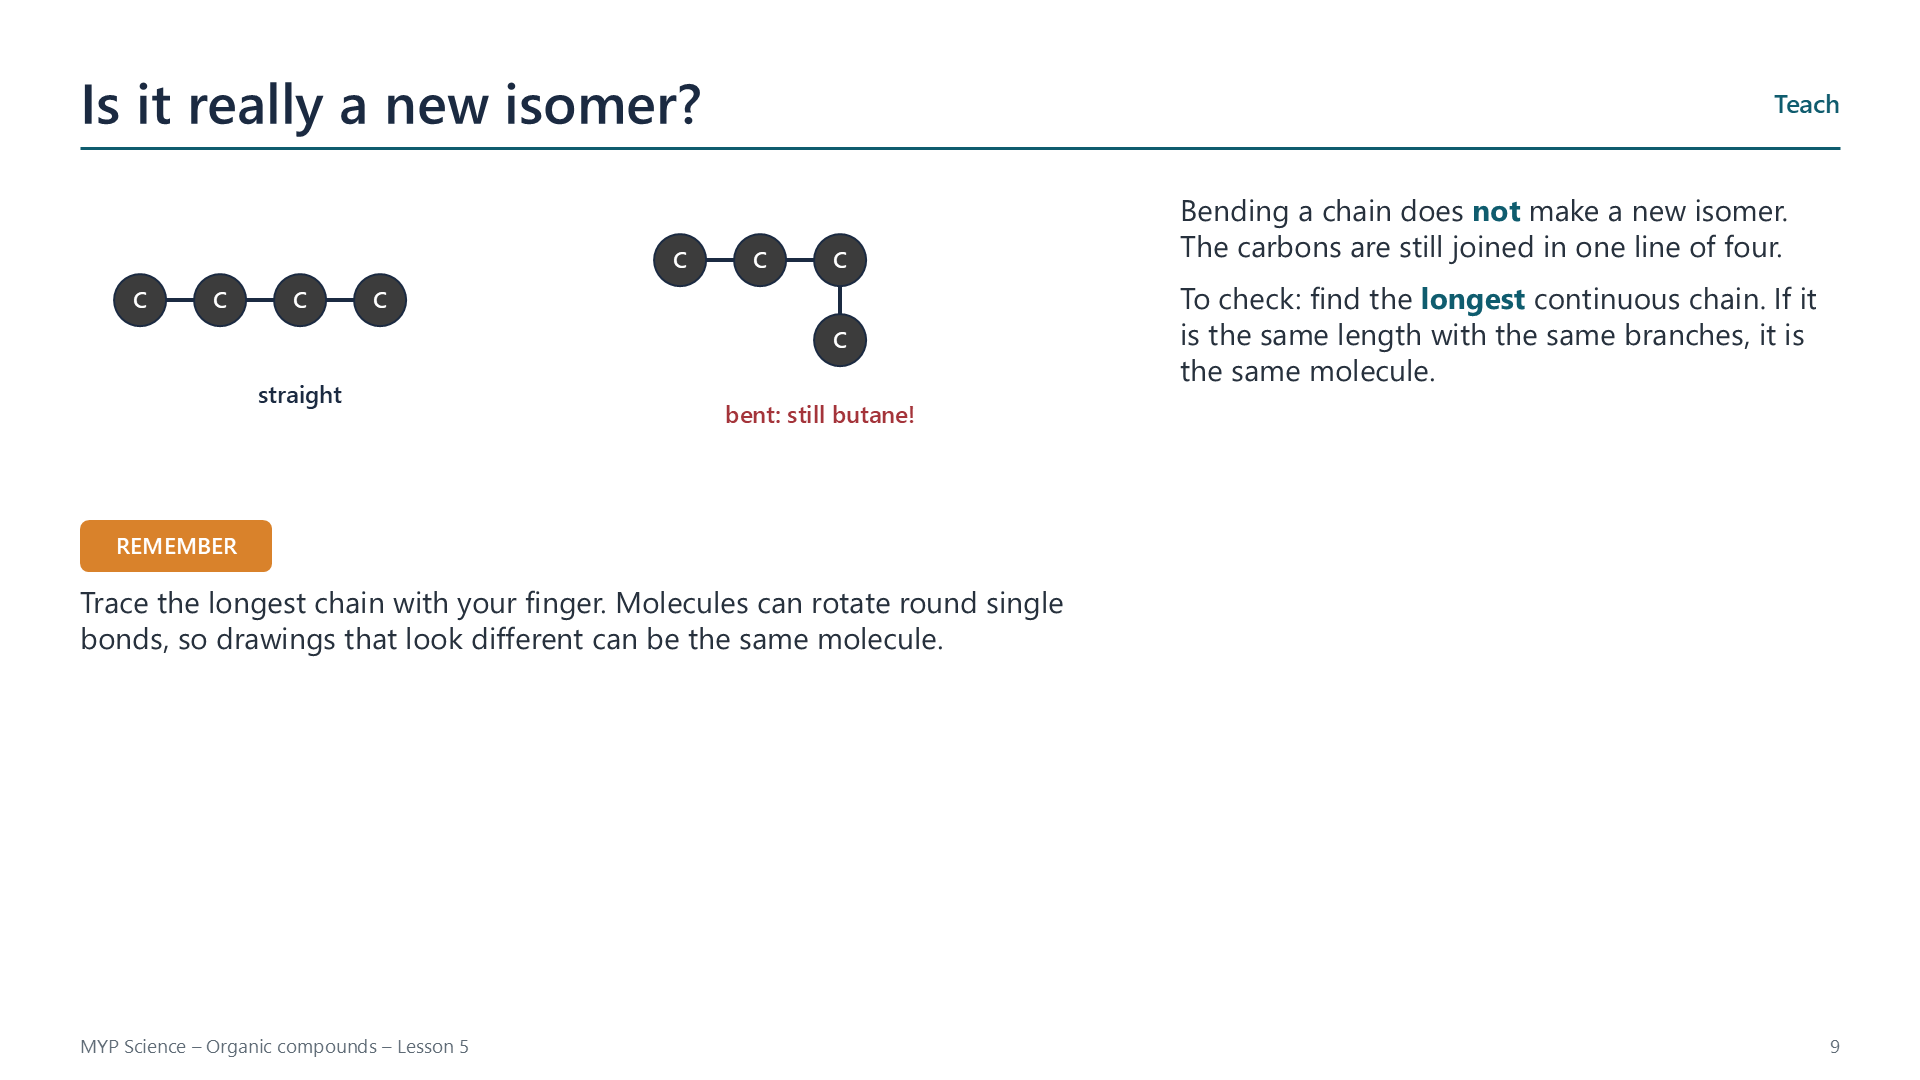 Is it really a new isomer?
Teach
C C C C
straight
C C C
C
bent: still butane!
Bending a chain does not make a new isomer.
The carbons are still joined in one line of four.
To check: find the longest continuous chain. If it
is the same length with the same branches, it is
the same molecule.
REMEMBER
Trace the longest chain with your finger. Molecules can rotate round single
bonds, so drawings that look different can be the same molecule.
MYP Science – Organic compounds – Lesson 5
9